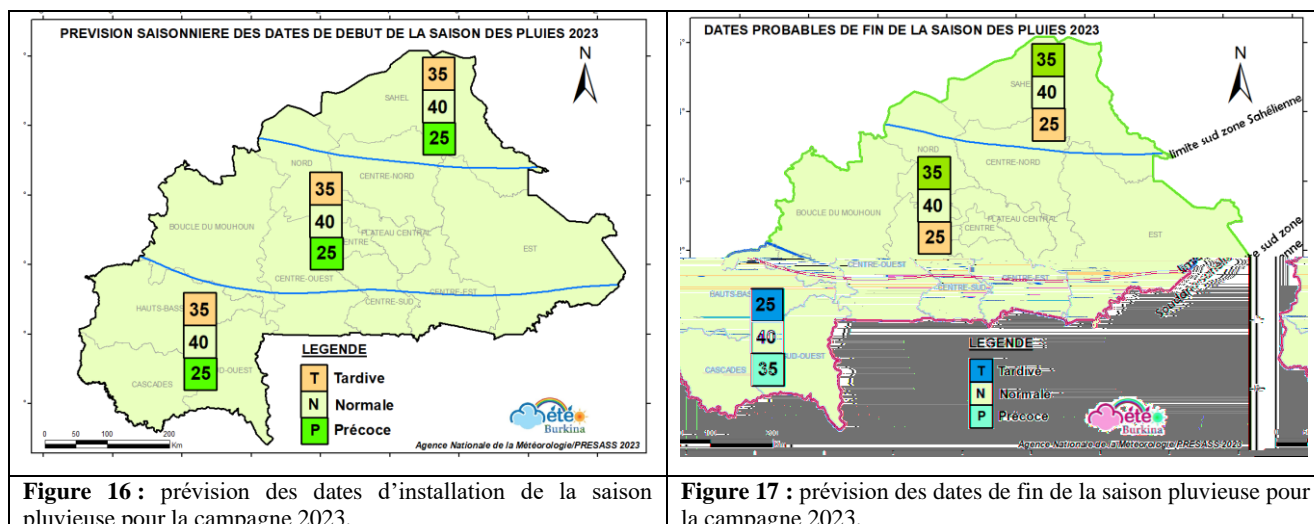 PREVISION SAISONNIERE DES DATES DE DEBUT DE LA SAISON DES PLUIES 2023
N
35
40
25
SAHEL
NORD
CENTRE-NORD
35
40
25
BOUCLE DU MOUHOUN
PLATEAU CENTRAL
EST
CENTRE-OUEST
CENTRE-EST
CENTRE-SUD
HAUTS-BASS
35
40
25
CASCADES
LEGENDE
T Tardive
N Normale
P Précoce
été
Burkina
0 50 100 200
Km
Agence Nationale de la Météorologie/PRESASS 2023
Figure 16 : prévision des dates d’installation de la saison
pluvieuse pour la campagne 2023.
DATES PROBABLES DE FIN DE LA SAISON DES PLUIES 2023
N
35
40
25
SAHEL
limite sud zone Sahélienne
NORD
CENTRE-NORD
35
40
25
BOUCLE DU MOUHOUN
PLATEAU CENTRAL
CENTRE
EST
CENTRE-OUEST
CENTRE-EST
CENTRE-SUD
HAUTS-BAS
25
40
35
CASCADES
LEGENDE
T Tardive
N Normale
P Précoce
été
Burkina
Agence Nationale de la Météorologie/PRESASS 2023
Figure 17 : prévision des dates de fin de la saison pluvieuse pour
la campagne 2023.